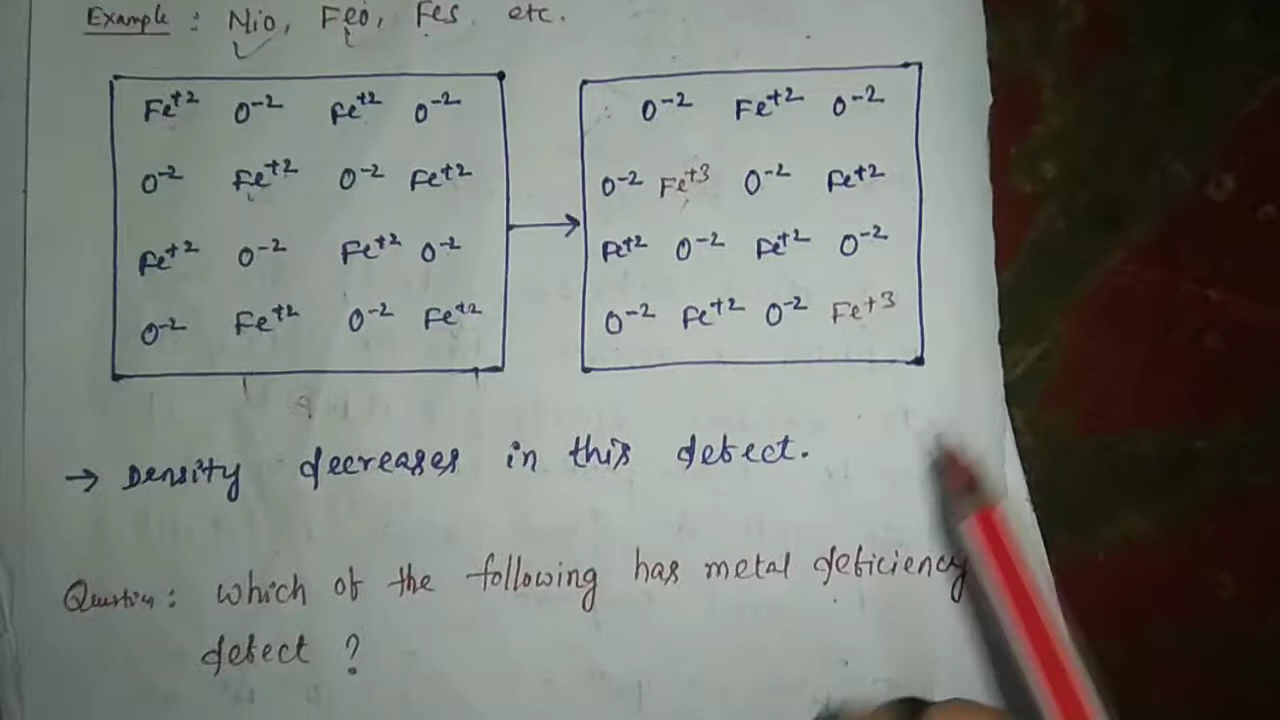 Example : Nio, Feo, Fes etc.
Fe+2 O-2 Fe+2 O-2
O-2 Fe+2 O-2 Fe+2
Fe+2 O-2 Fe+2 O-2
O-2 Fe+2 O-2 Fe+2
O-2 Fe+2 O-2
O-2 Fe+3 O-2 Fe+2
Fe+2 O-2 Fe+2 O-2
O-2 Fe+2 O-2 Fe+3
→ Density decreases in this defect.
Question : which of the following has metal deficiency
defect ?